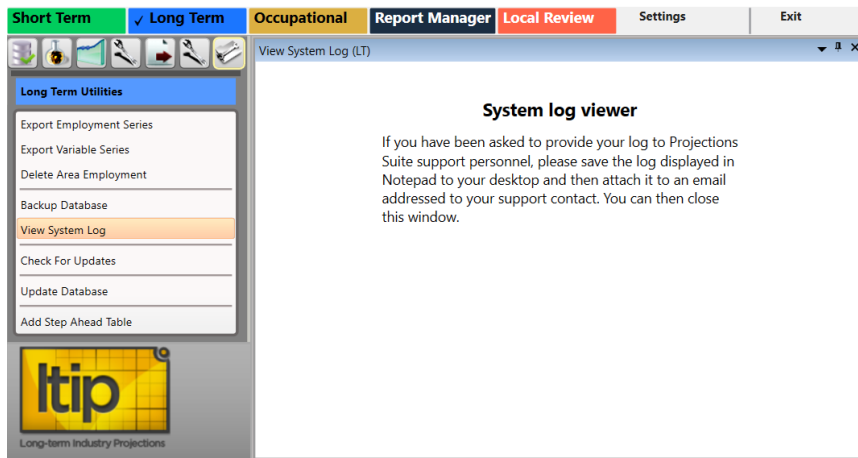 Short Term ✓ Long Term Occupational Report Manager Local Review Settings Exit
View System Log (LT)
Long Term Utilities
Export Employment Series
Export Variable Series
Delete Area Employment
Backup Database
View System Log
Check For Updates
Update Database
Add Step Ahead Table
ltip
Long-term Industry Projections
System log viewer
If you have been asked to provide your log to Projections
Suite support personnel, please save the log displayed in
Notepad to your desktop and then attach it to an email
addressed to your support contact. You can then close
this window.